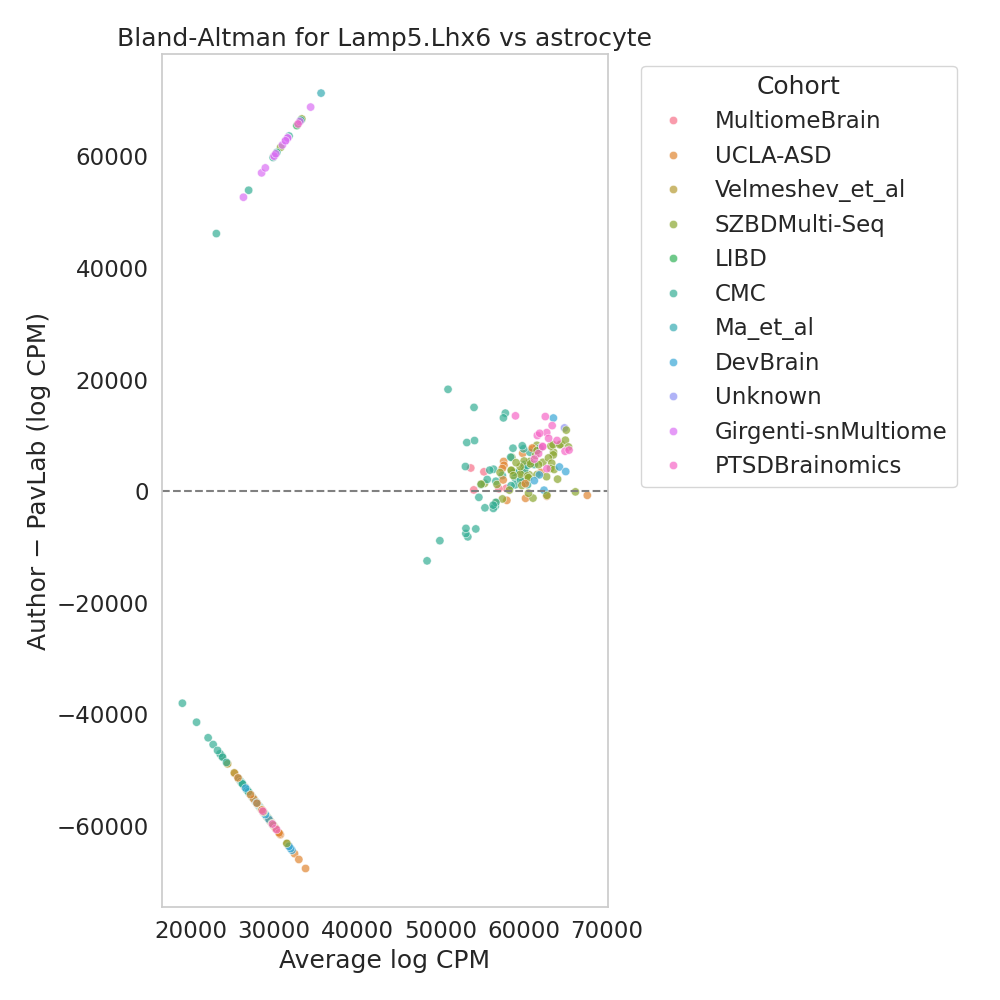 Bland-Altman for Lamp5.Lhx6 vs astrocyte
Author − PavLab (log CPM)
60000
40000
20000
0
−20000
−40000
−60000
20000 30000 40000 50000 60000 70000
Average log CPM
Cohort
MultiomeBrain
UCLA-ASD
Velmeshev_et_al
SZBDMulti-Seq
LIBD
CMC
Ma_et_al
DevBrain
Unknown
Girgenti-snMultiome
PTSDBrainomics